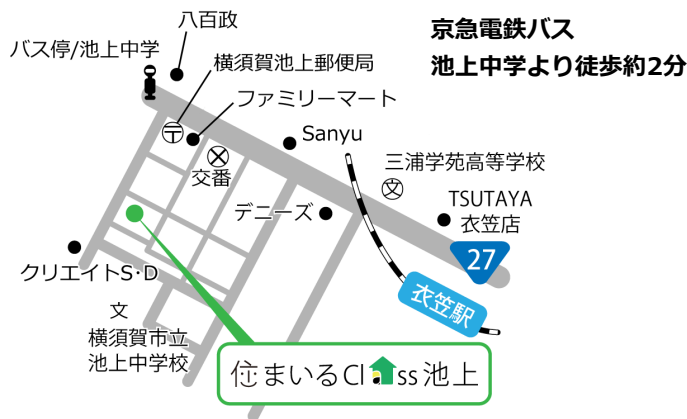 八百政
京急電鉄バス
バス停/池上中学
横須賀池上郵便局
池上中学より徒歩約2分
ファミリーマート
〒
Sanyu
交番
三浦学苑高等学校
文
TSUTAYA
衣笠店
デニーズ
27
クリエイトS・D
衣笠駅
文
横須賀市立
池上中学校
住まいるClass池上